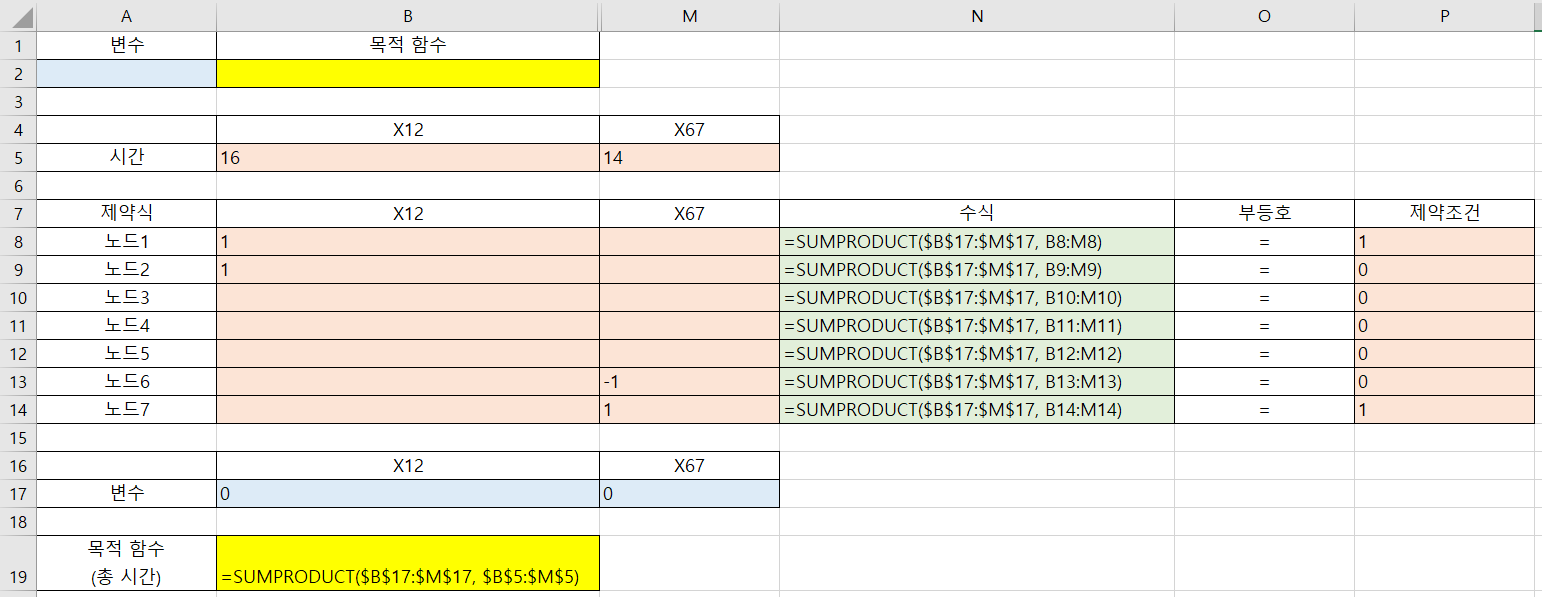 A B M N O P
1 변수 목적 함수
2
3
4 X12 X67
5 시간 16 14
6
7 제약식 X12 X67 수식 부등호 제약조건
8 노드1 1 =SUMPRODUCT($B$17:$M$17, B8:M8) = 1
9 노드2 1 =SUMPRODUCT($B$17:$M$17, B9:M9) = 0
10 노드3 =SUMPRODUCT($B$17:$M$17, B10:M10) = 0
11 노드4 =SUMPRODUCT($B$17:$M$17, B11:M11) = 0
12 노드5 =SUMPRODUCT($B$17:$M$17, B12:M12) = 0
13 노드6 -1 =SUMPRODUCT($B$17:$M$17, B13:M13) = 0
14 노드7 1 =SUMPRODUCT($B$17:$M$17, B14:M14) = 1
15
16 X12 X67
17 변수 0 0
18
목적 함수
19 (총 시간) =SUMPRODUCT($B$17:$M$17, $B$5:$M$5)